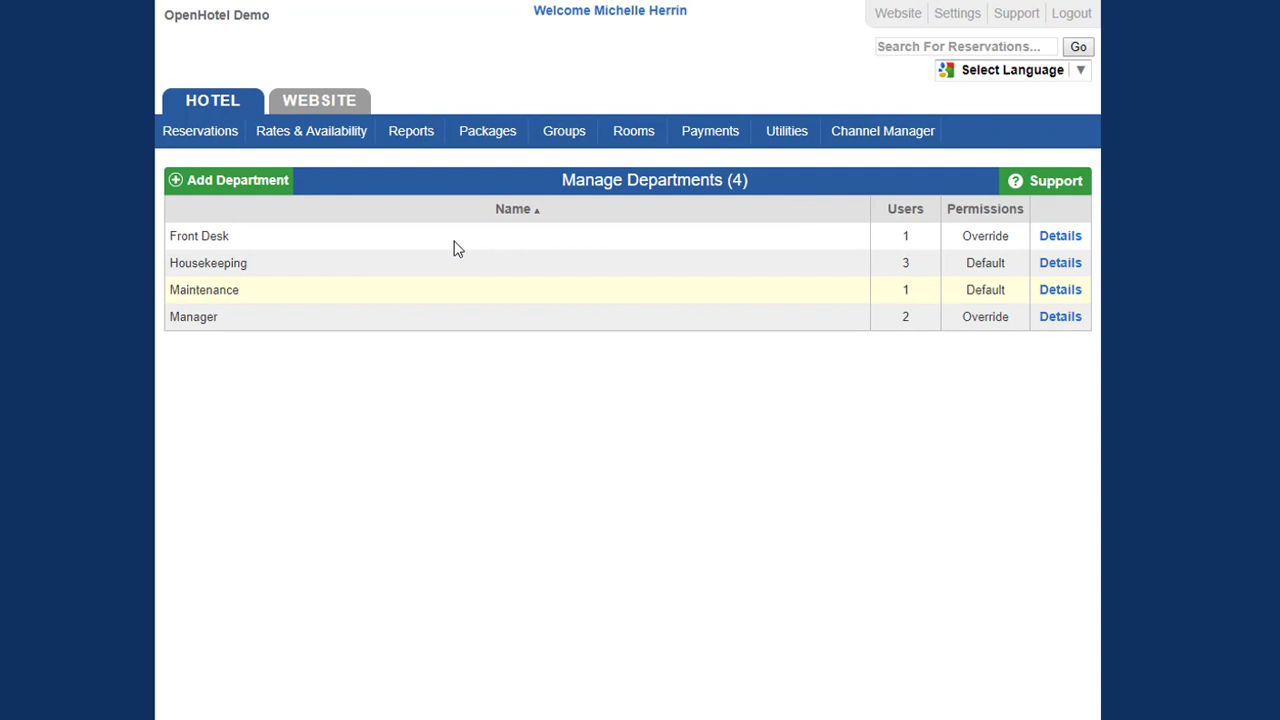 OpenHotel Demo
Welcome Michelle Herrin
Website Settings Support Logout
Search For Reservations... Go
Select Language ▼
HOTEL WEBSITE
Reservations Rates & Availability Reports Packages Groups Rooms Payments Utilities Channel Manager
Add Department Manage Departments (4) Support
Name Users Permissions
Front Desk 1 Override Details
Housekeeping 3 Default Details
Maintenance 1 Default Details
Manager 2 Override Details